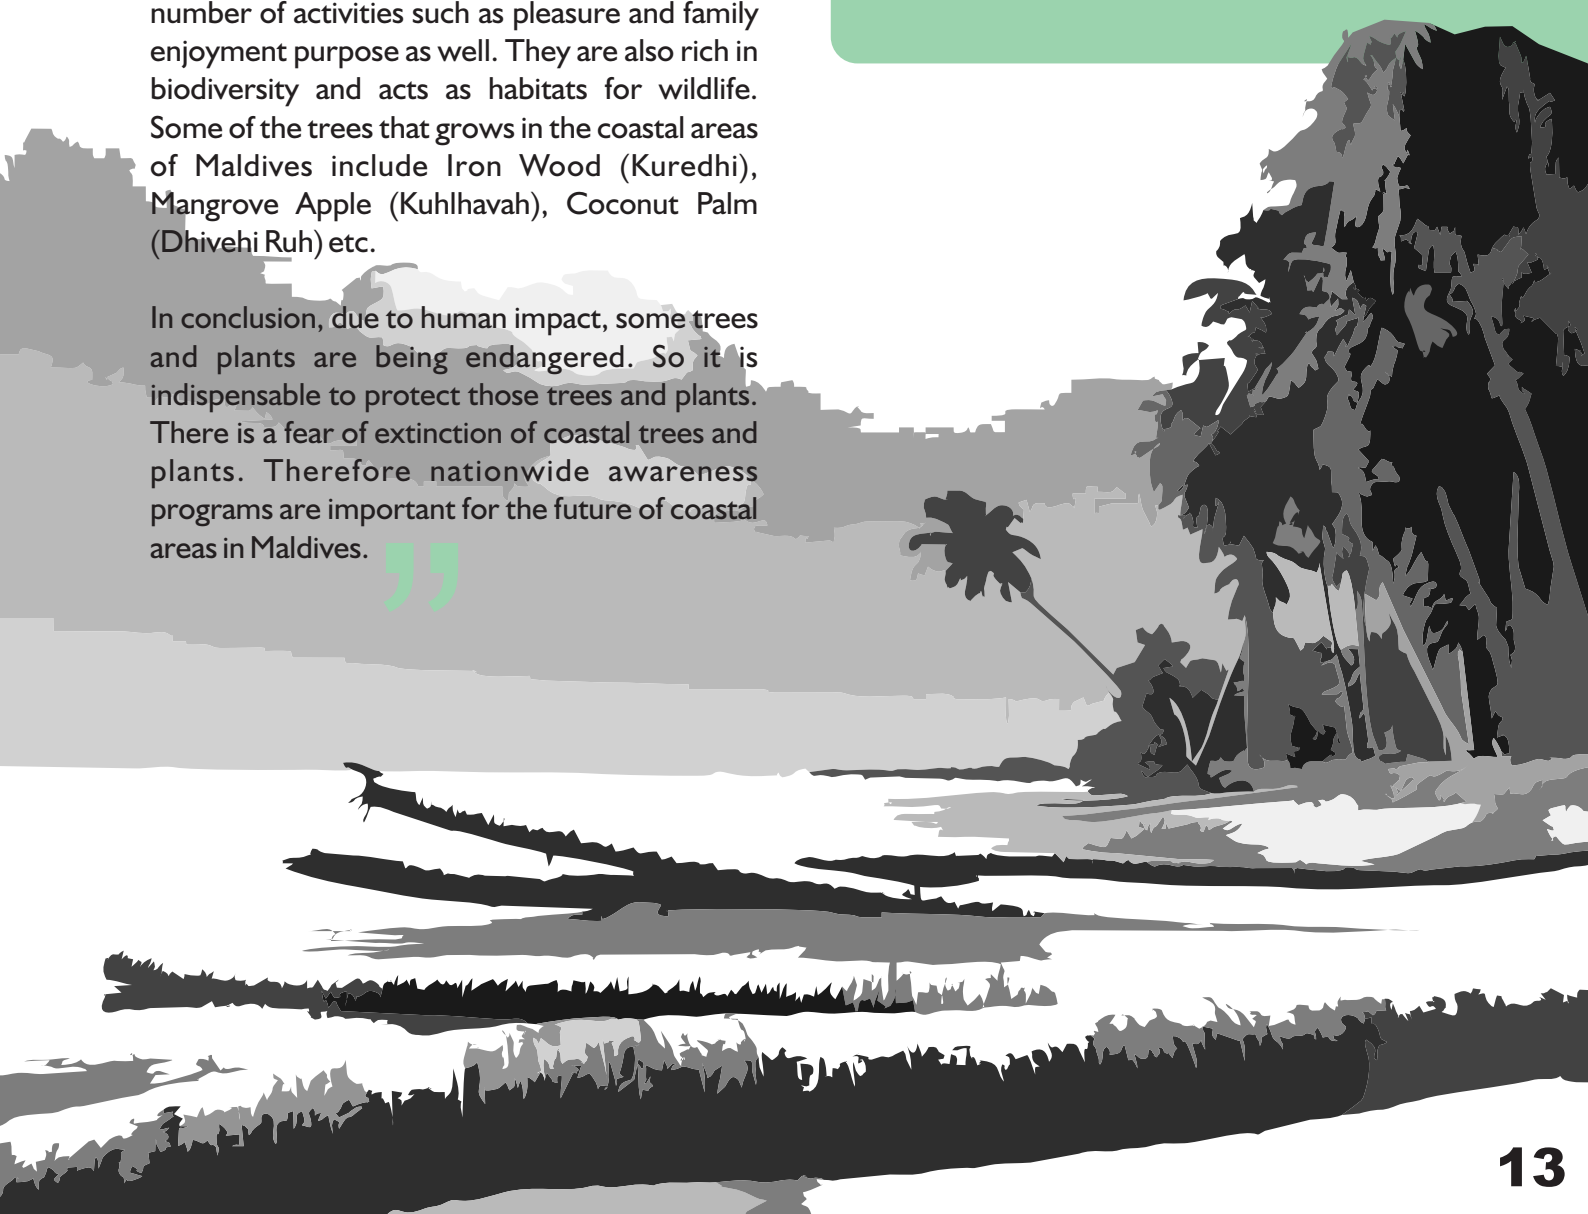 number of activities such as pleasure and family
enjoyment purpose as well. They are also rich in
biodiversity and acts as habitats for wildlife.
Some of the trees that grows in the coastal areas
of Maldives include Iron Wood (Kuredhi),
Mangrove Apple (Kuhlhavah), Coconut Palm
(Dhivehi Ruh) etc.
In conclusion, due to human impact, some trees
and plants are being endangered. So it is
indispensable to protect those trees and plants.
There is a fear of extinction of coastal trees and
plants. Therefore nationwide awareness
programs are important for the future of coastal
areas in Maldives. ”
13